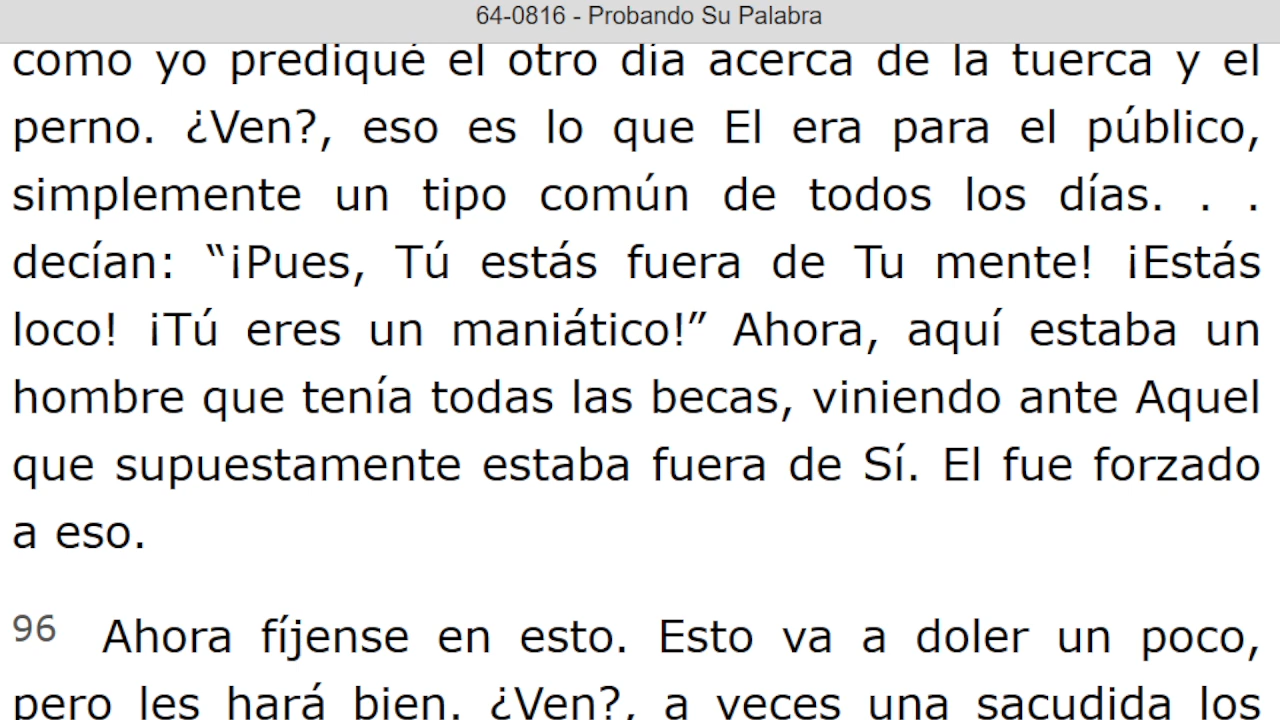 64-0816 - Probando Su Palabra
como yo prediqué el otro día acerca de la tuerca y el
perno. ¿Ven?, eso es lo que El era para el público,
simplemente un tipo común de todos los días. . .
decían: “¡Pues, Tú estás fuera de Tu mente! ¡Estás
loco! ¡Tú eres un maniático!” Ahora, aquí estaba un
hombre que tenía todas las becas, viniendo ante Aquel
que supuestamente estaba fuera de Sí. El fue forzado
a eso.
96 Ahora fíjense en esto. Esto va a doler un poco,
pero les hará bien. ¿Ven?, a veces una sacudida los